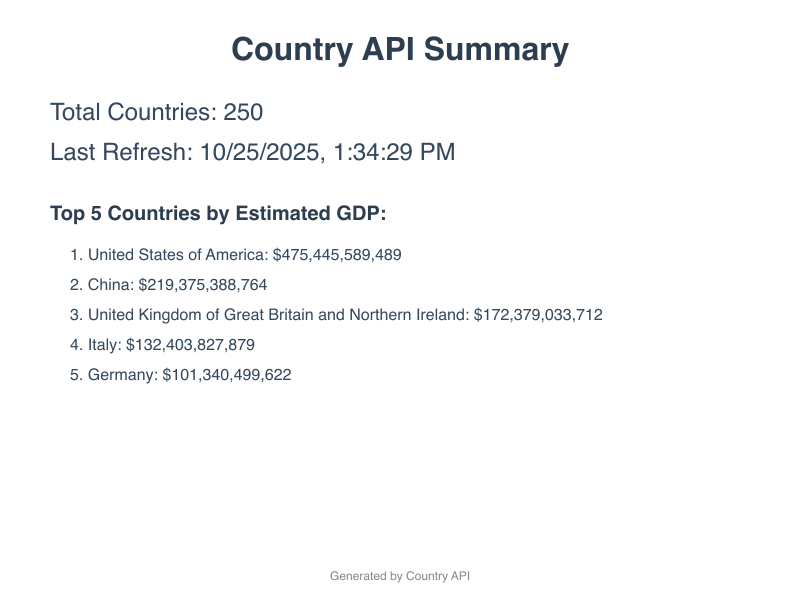 Country API Summary
Total Countries: 250
Last Refresh: 10/25/2025, 1:34:29 PM
Top 5 Countries by Estimated GDP:
1. United States of America: $475,445,589,489
2. China: $219,375,388,764
3. United Kingdom of Great Britain and Northern Ireland: $172,379,033,712
4. Italy: $132,403,827,879
5. Germany: $101,340,499,622
Generated by Country API